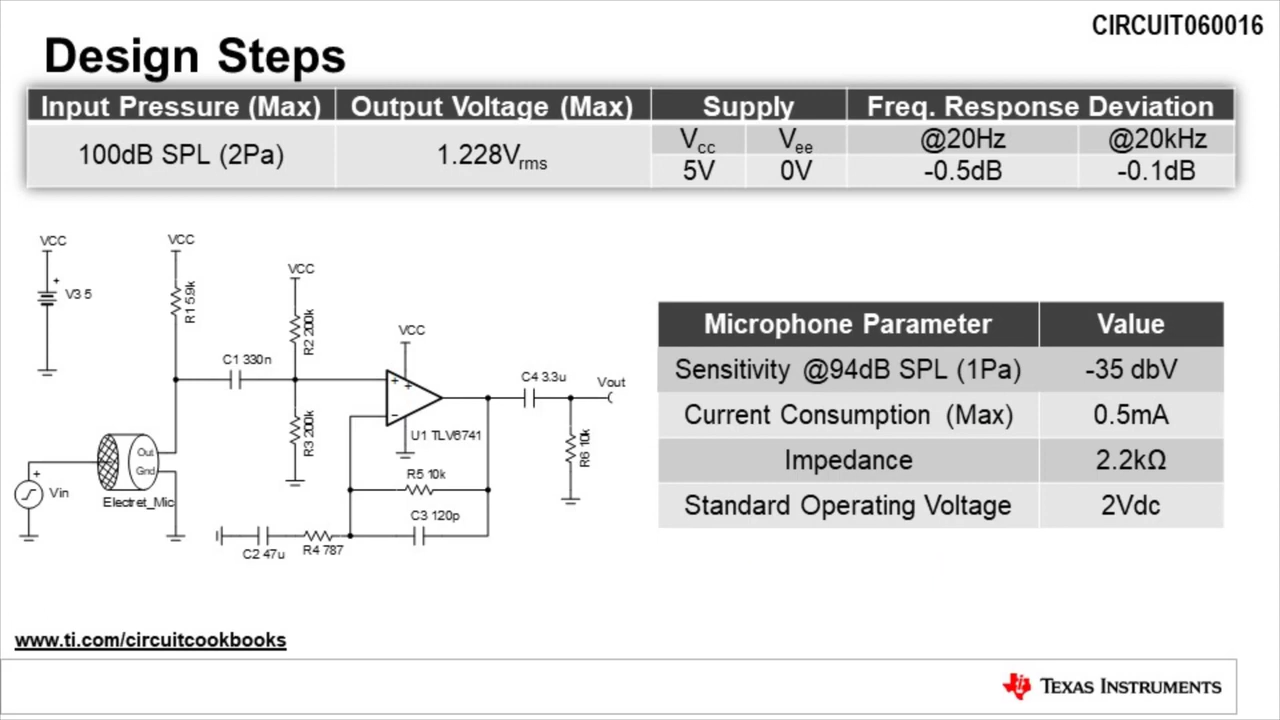 CIRCUIT060016
Design Steps
Input Pressure (Max) Output Voltage (Max) Supply Freq. Response Deviation
100dB SPL (2Pa) 1.228Vrms Vcc Vee @20Hz @20kHz
5V 0V -0.5dB -0.1dB
VCC
+
V3 5
VCC
R1 5.9k
VCC
R2 200k
C1 330n
R3 200k
VCC
+
+
−
U1 TLV6741
C4 3.3u
Vout
R6 10k
R5 10k
C3 120p
C2 47u
R4 787
Out
Gnd
Electret_Mic
+
Vin
Microphone Parameter Value
Sensitivity @94dB SPL (1Pa) -35 dbV
Current Consumption (Max) 0.5mA
Impedance 2.2kΩ
Standard Operating Voltage 2Vdc
www.ti.com/circuitcookbooks
TEXAS INSTRUMENTS